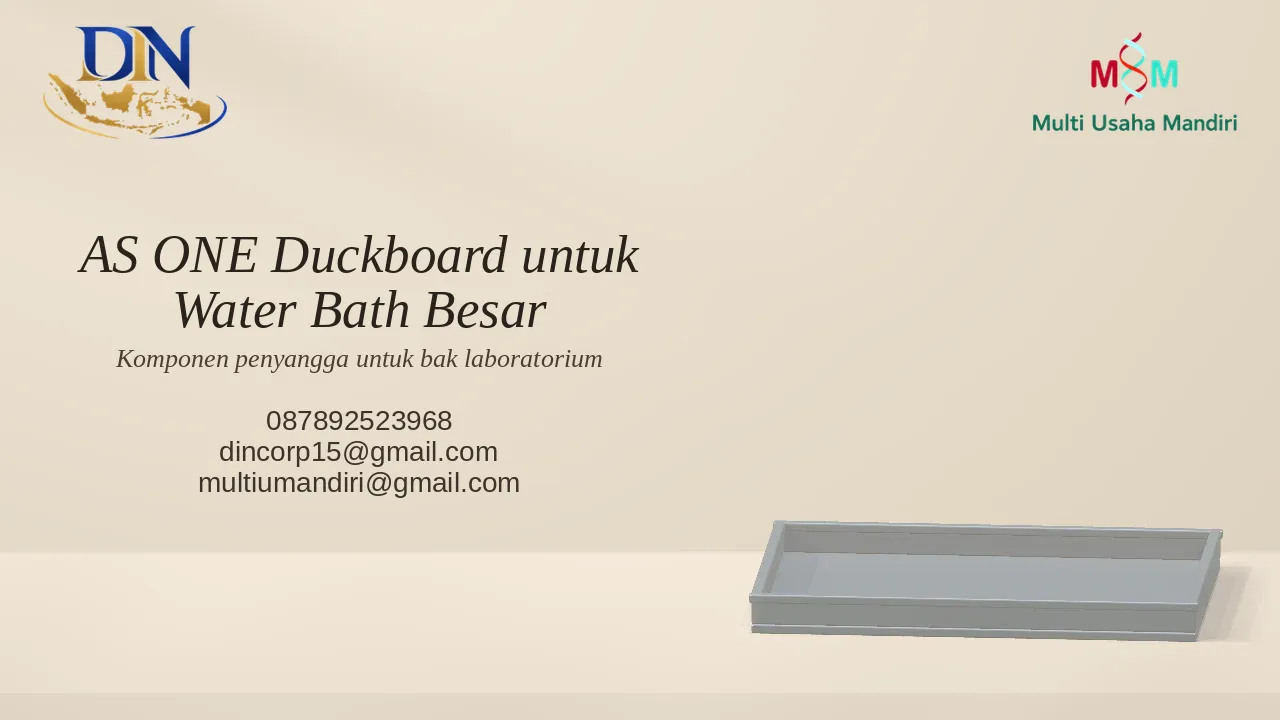 DIN
MSM
Multi Usaha Mandiri
AS ONE Duckboard untuk
Water Bath Besar
Komponen penyangga untuk bak laboratorium
087892523968
dincorp15@gmail.com
multiumandiri@gmail.com